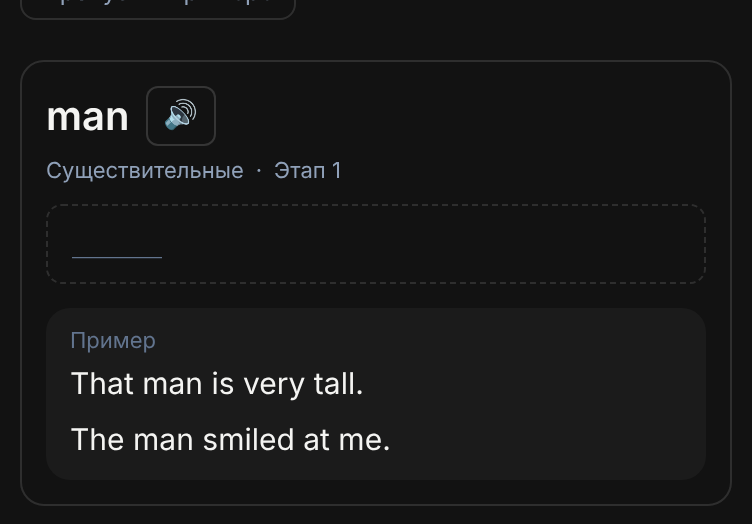 man
Существительные · Этап 1
Пример
That man is very tall.
The man smiled at me.